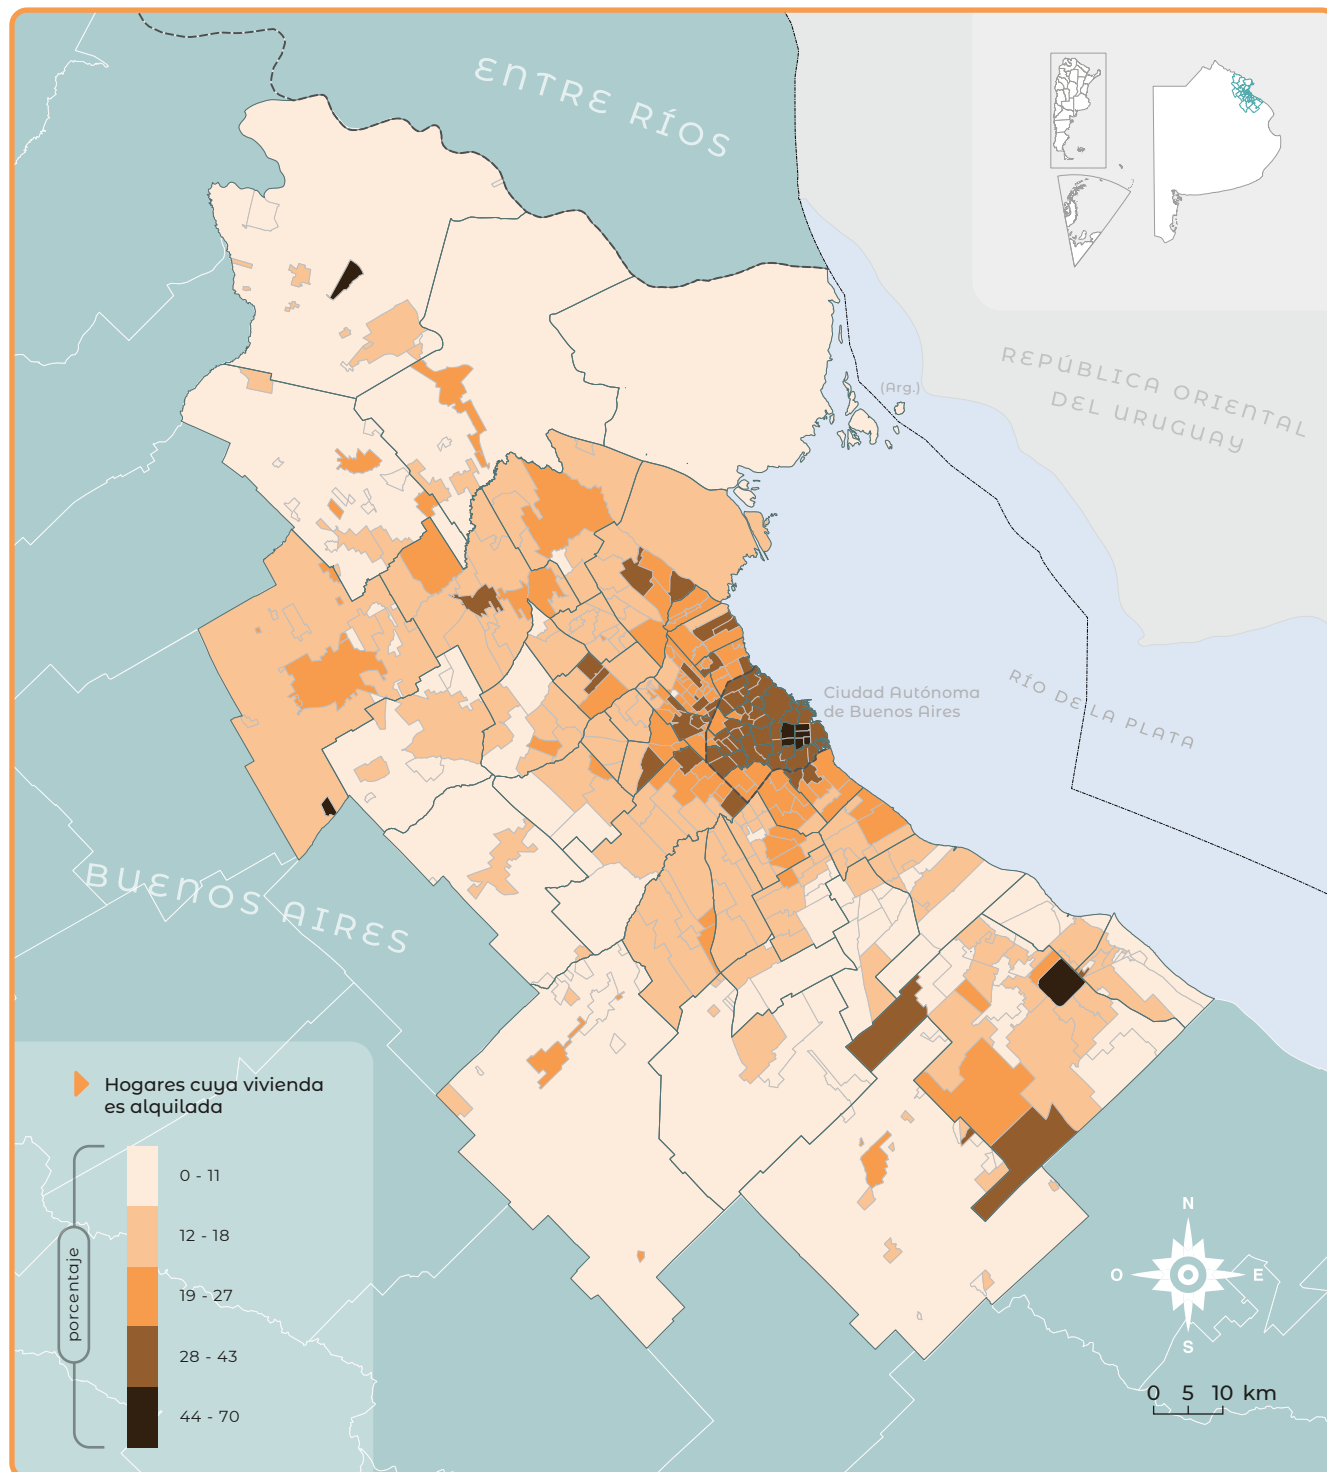 ENTRE RÍOS
(Arg.)
REPÚBLICA ORIENTAL
DEL URUGUAY
Ciudad Autónoma
de Buenos Aires
RÍO DE LA PLATA
BUENOS AIRES
Hogares cuya vivienda
es alquilada
porcentaje
0 - 11
12 - 18
19 - 27
28 - 43
44 - 70
N
O
E
S
0 5 10 km